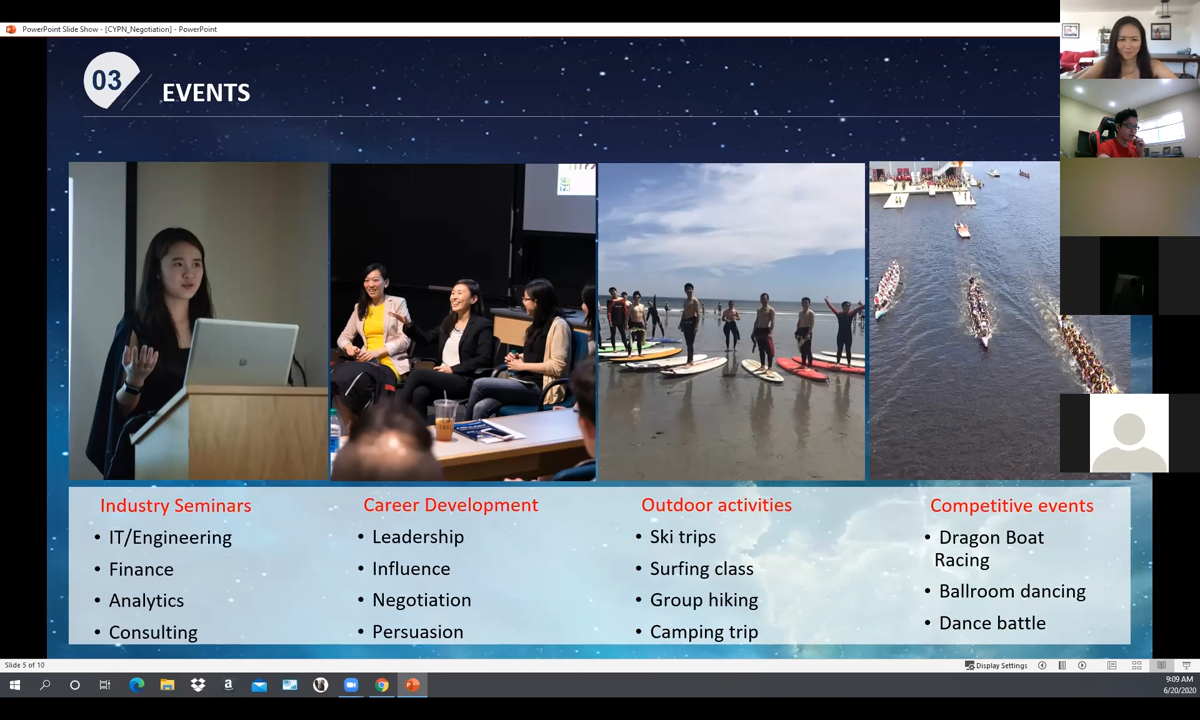 PowerPoint Slide Show - [CYPN_Negotiation] - PowerPoint
03
EVENTS
Industry Seminars
• IT/Engineering
• Finance
• Analytics
• Consulting
Career Development
• Leadership
• Influence
• Negotiation
• Persuasion
Outdoor activities
• Ski trips
• Surfing class
• Group hiking
• Camping trip
Competitive events
• Dragon Boat
Racing
• Ballroom dancing
• Dance battle
Slide 5 of 10
Display Settings
9:09 AM
6/20/2020